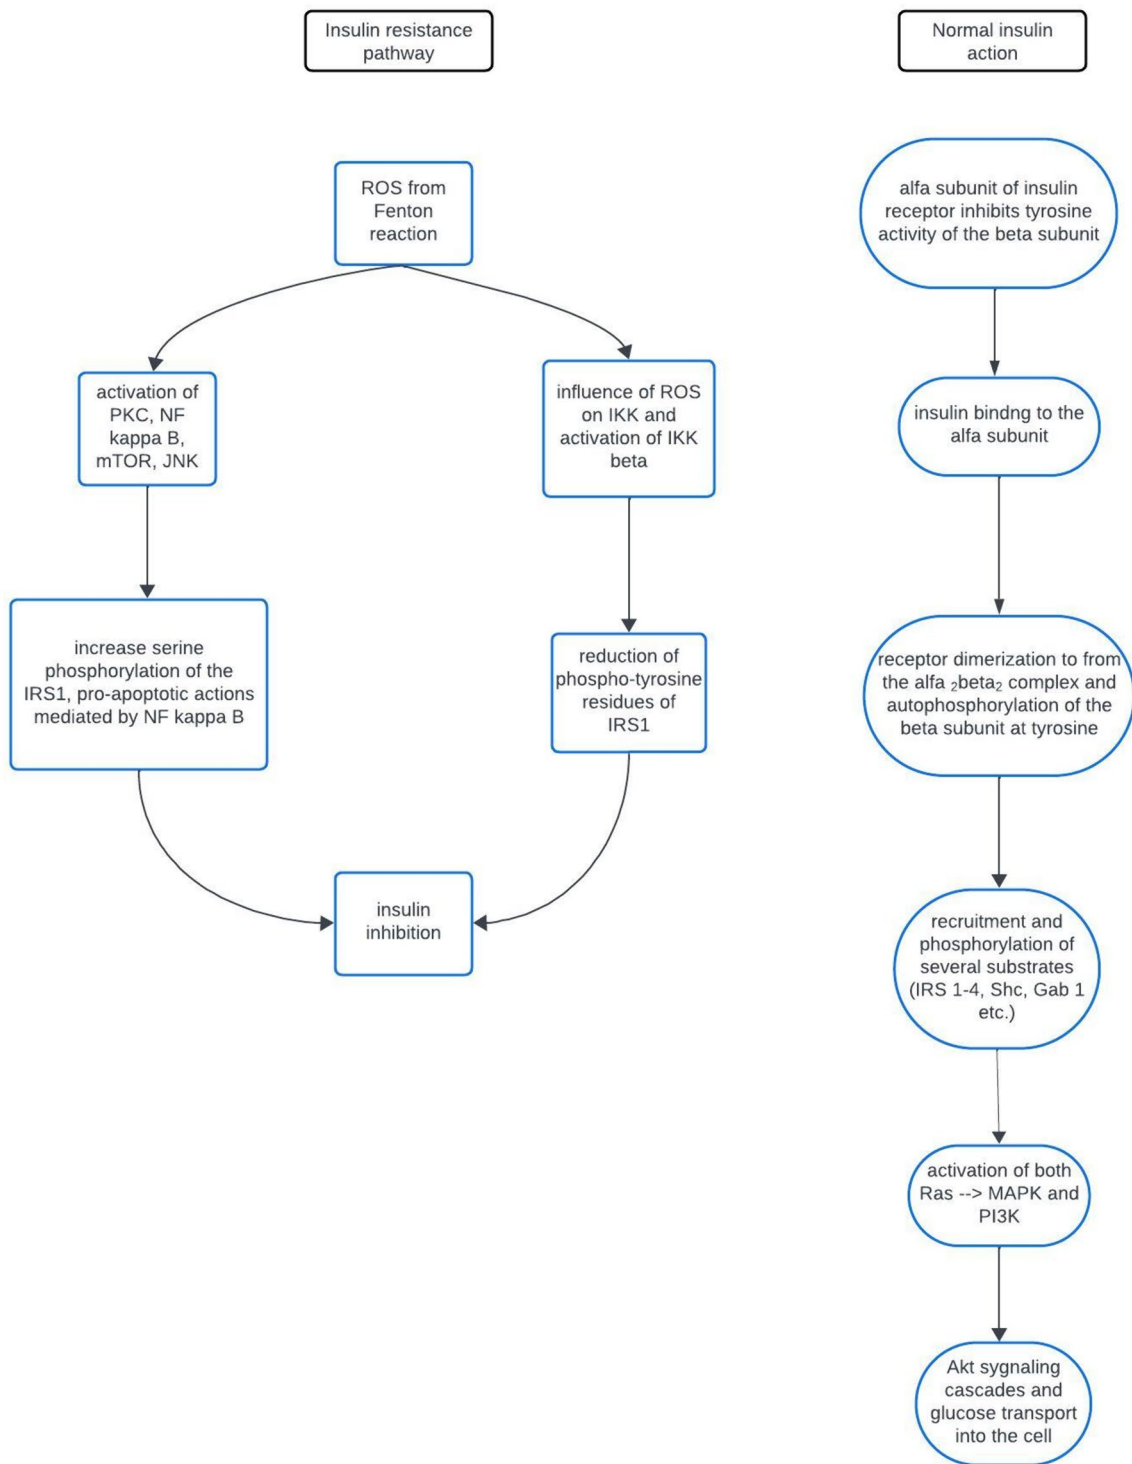 Insulin resistance
pathway
Normal insulin
action
ROS from
Fenton
reaction
activation of
PKC, NF
kappa B,
mTOR, JNK
influence of ROS
on IKK and
activation of IKK
beta
increase serine
phosphorylation of the
IRS1, pro-apoptotic actions
mediated by NF kappa B
reduction of
phospho-tyrosine
residues of
IRS1
insulin
inhibition
alfa subunit of insulin
receptor inhibits tyrosine
activity of the beta subunit
insulin bindng to the
alfa subunit
receptor dimerization to from
the alfa ₂beta₂ complex and
autophosphorylation of the
beta subunit at tyrosine
recruitment and
phosphorylation of
several substrates
(IRS 1-4, Shc, Gab 1
etc.)
activation of both
Ras --> MAPK and
PI3K
Akt sygnaling
cascades and
glucose transport
into the cell